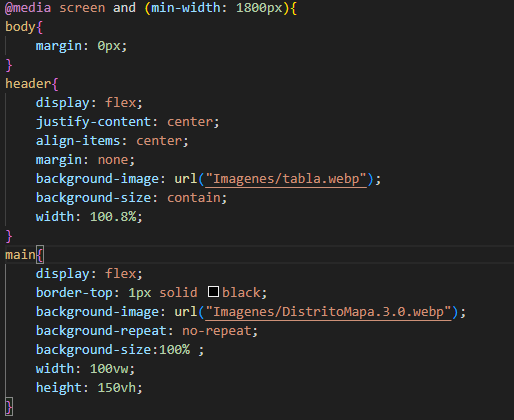 @media screen and (min-width: 1800px){
body{
    margin: 0px;
}
header{
    display: flex;
    justify-content: center;
    align-items: center;
    margin: none;
    background-image: url("Imagenes/tabla.webp");
    background-size: contain;
    width: 100.8%;
}
main{
    display: flex;
    border-top: 1px solid black;
    background-image: url("Imagenes/DistritoMapa.3.0.webp");
    background-repeat: no-repeat;
    background-size:100% ;
    width: 100vw;
    height: 150vh;
}